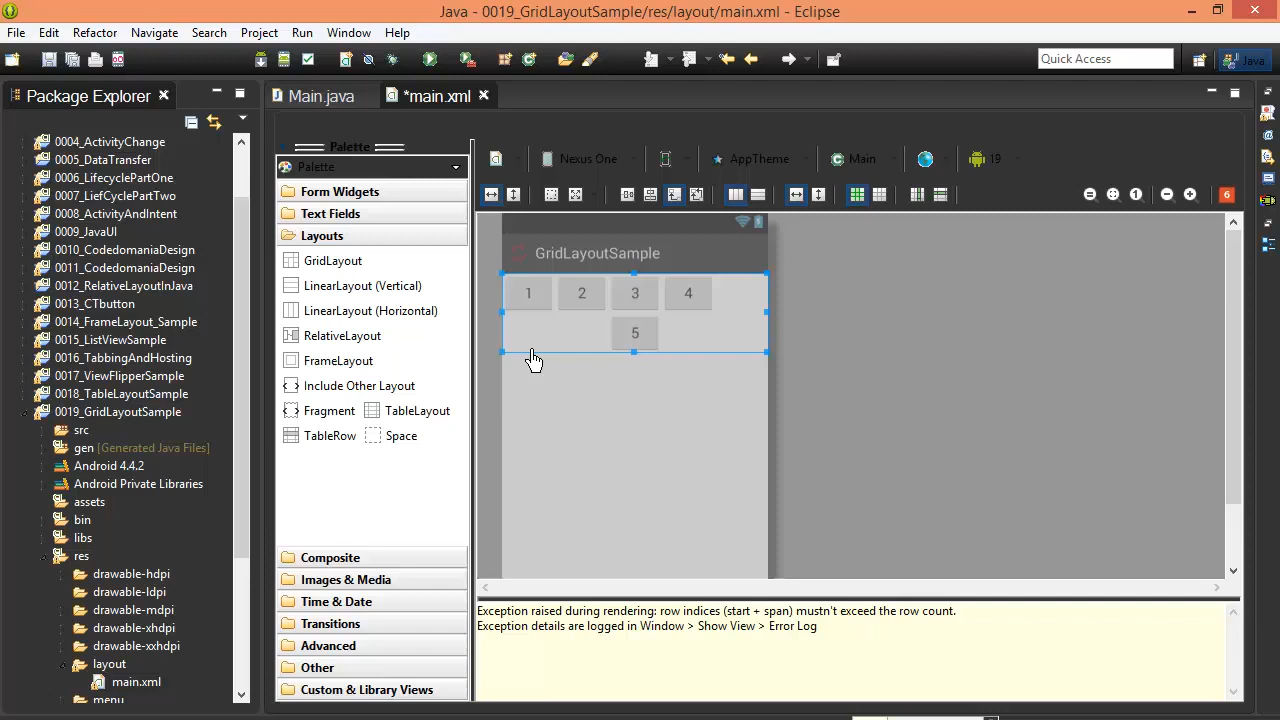 Java - 0019_GridLayoutSample/res/layout/main.xml - Eclipse
File Edit Refactor Navigate Search Project Run Window Help
Quick Access
Java
Package Explorer
Main.java
*main.xml
0004_ActivityChange
0005_DataTransfer
0006_LifecyclePartOne
0007_LiefCyclePartTwo
0008_ActivityAndIntent
0009_JavaUI
0010_CodedomaniaDesign
0011_CodedomaniaDesign
0012_RelativeLayoutInJava
0013_CTbutton
0014_FrameLayout_Sample
0015_ListViewSample
0016_TabbingAndHosting
0017_ViewFlipperSample
0018_TableLayoutSample
0019_GridLayoutSample
src
gen [Generated Java Files]
Android 4.4.2
Android Private Libraries
assets
bin
libs
res
drawable-hdpi
drawable-ldpi
drawable-mdpi
drawable-xhdpi
drawable-xxhdpi
layout
main.xml
menu
Palette
Palette
Form Widgets
Text Fields
Layouts
GridLayout
LinearLayout (Vertical)
LinearLayout (Horizontal)
RelativeLayout
FrameLayout
Include Other Layout
Fragment TableLayout
TableRow Space
Composite
Images & Media
Time & Date
Transitions
Advanced
Other
Custom & Library Views
Nexus One
AppTheme
Main
19
6
GridLayoutSample
1 2 3 4
5
Exception raised during rendering: row indices (start + span) mustn't exceed the row count.
Exception details are logged in Window > Show View > Error Log